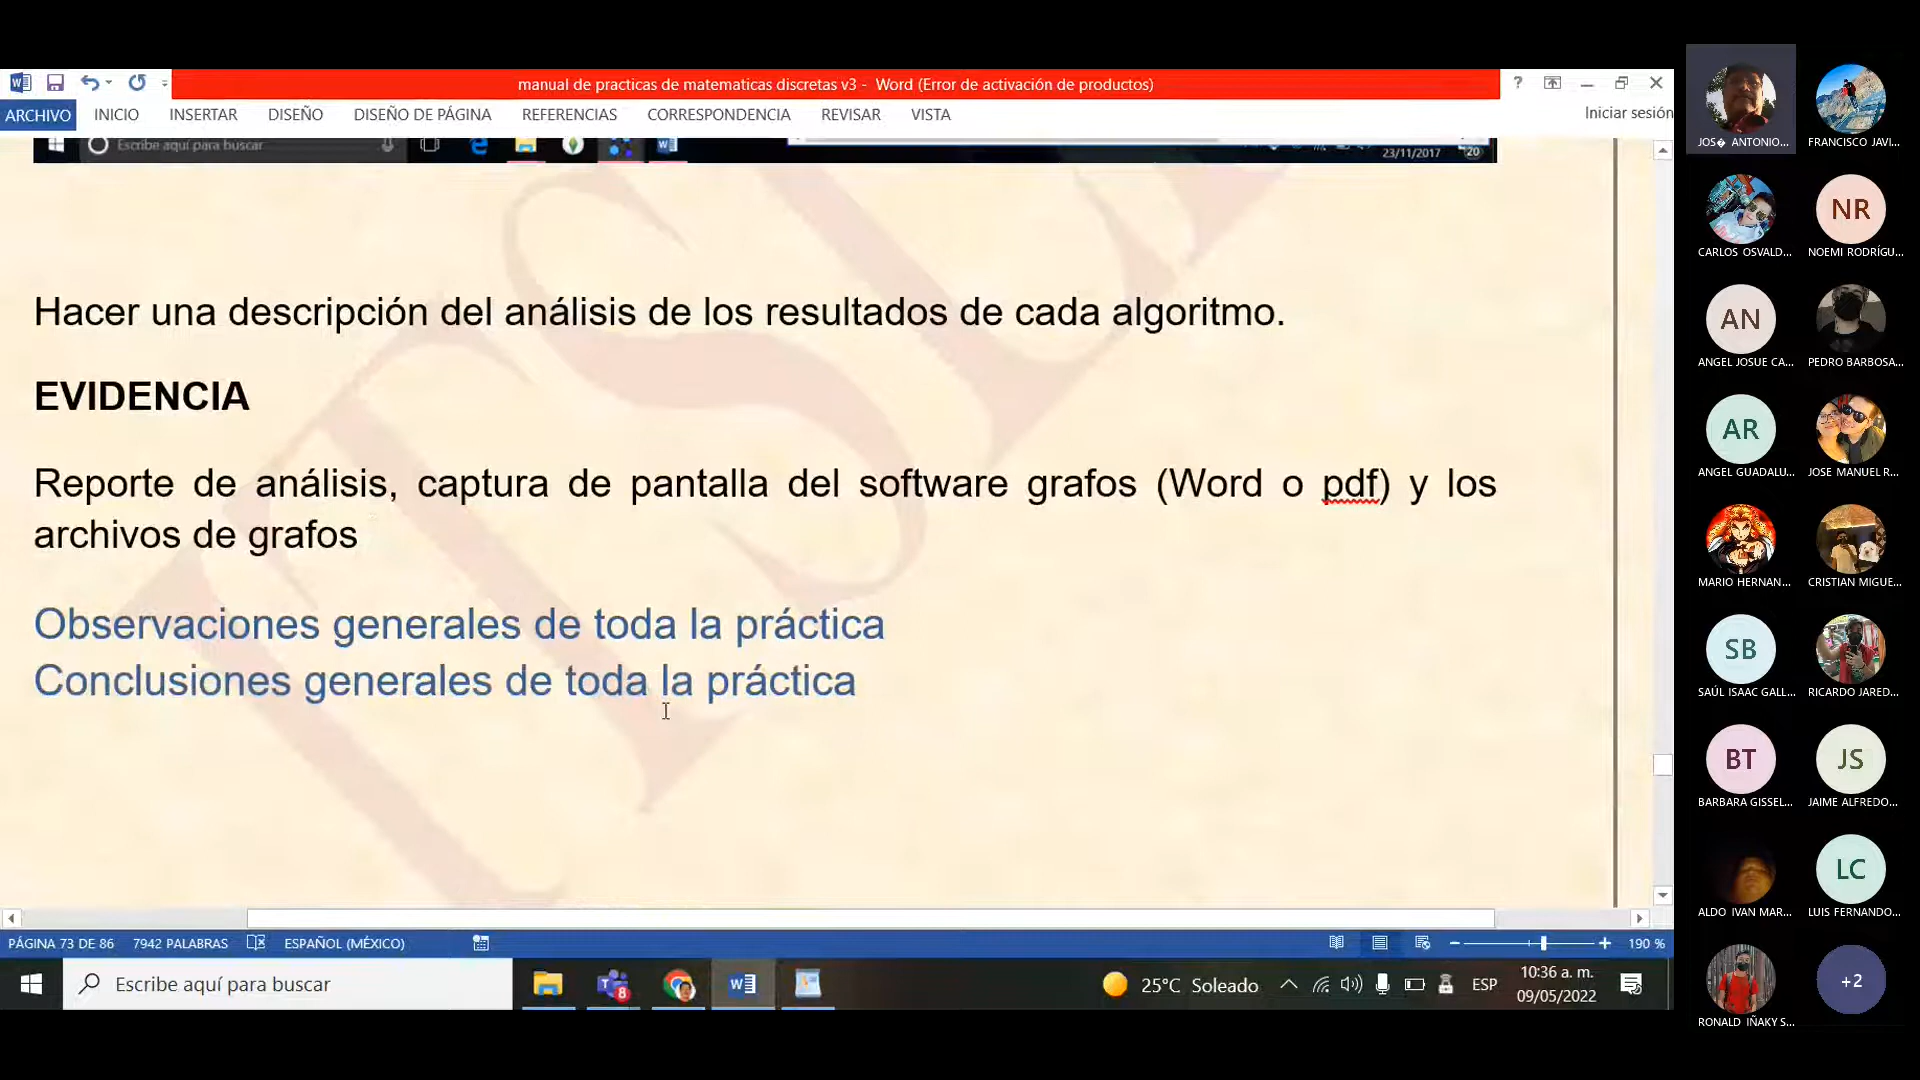 manual de practicas de matematicas discretas v3 - Word (Error de activación de productos)
?
ARCHIVO INICIO INSERTAR DISEÑO DISEÑO DE PÁGINA REFERENCIAS CORRESPONDENCIA REVISAR VISTA
Iniciar sesión
Escribe aquí para buscar
23/11/2017
20
Hacer una descripción del análisis de los resultados de cada algoritmo.
EVIDENCIA
Reporte de análisis, captura de pantalla del software grafos (Word o pdf) y los
archivos de grafos
Observaciones generales de toda la práctica
Conclusiones generales de toda la práctica
PÁGINA 73 DE 86 7942 PALABRAS ESPAÑOL (MÉXICO)
190 %
Escribe aquí para buscar
8
25°C Soleado
ESP
10:36 a. m.
09/05/2022
JOS� ANTONIO...
FRANCISCO JAVI...
CARLOS OSVALD...
NR
NOEMI RODRÍGU...
AN
ANGEL JOSUE CA...
PEDRO BARBOSA...
AR
ANGEL GUADALU...
JOSE MANUEL R...
MARIO HERNAN...
CRISTIAN MIGUE...
SB
SAÚL ISAAC GALL...
RICARDO JARED...
BT
BARBARA GISSEL...
JS
JAIME ALFREDO...
ALDO IVAN MAR...
LC
LUIS FERNANDO...
RONALD IÑAKY S...
+2